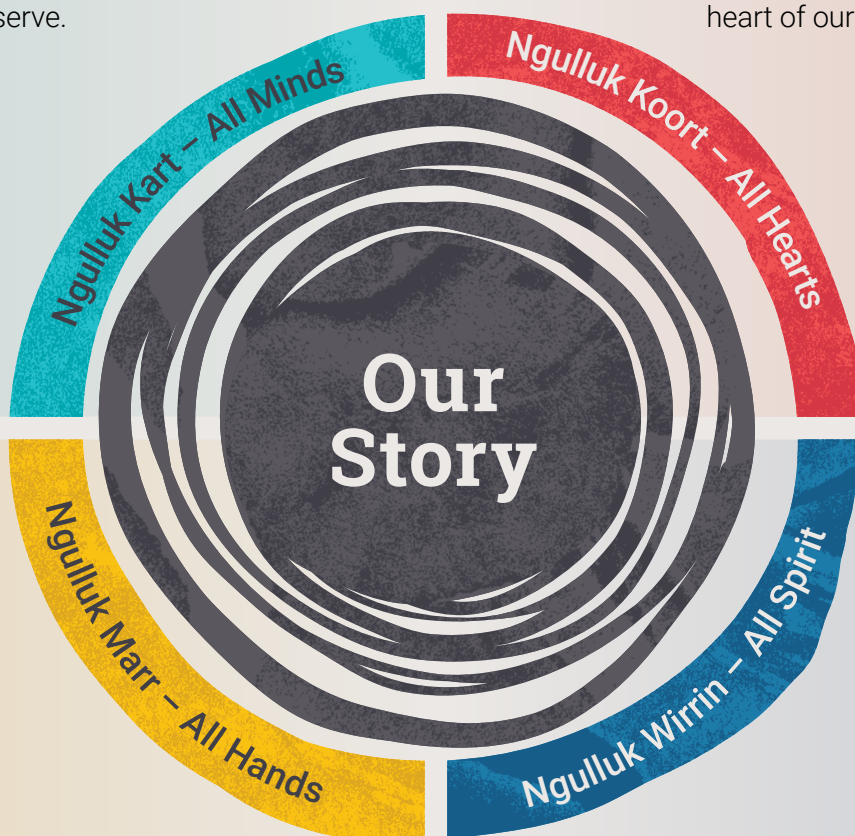 serve.
heart of our
Ngulluk Kart – All Minds
Ngulluk Koort – All Hearts
Our
Story
Ngulluk Marr – All Hands
Ngulluk Wirrin – All Spirit